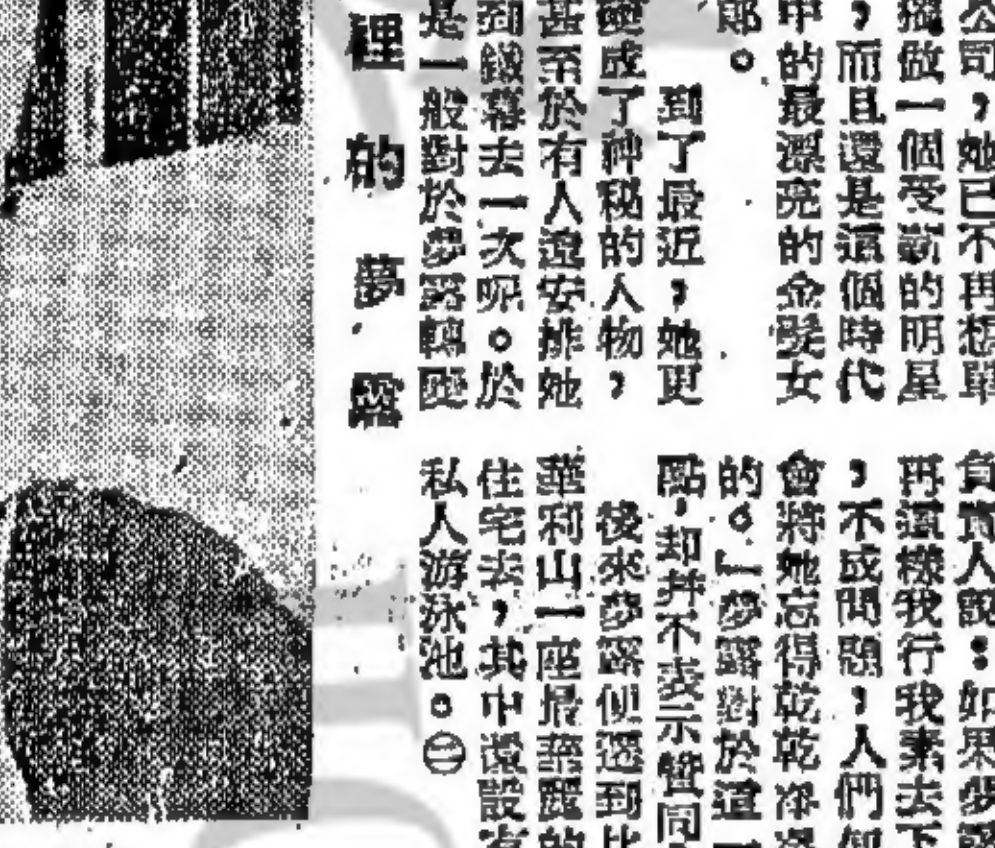 公司，她已不再想單
獨做一個受薪的明星
，而且還是這個時代
甲的最漂亮的金髮女
郎。
到了最近，她更
變成了神秘的人物，
甚至於有人還安排她
到鐵幕去一次呢。於
是一般對於夢露轉變
負責人說：如果夢露
再這樣我行我素去下
，不成問題，人們
會將她忘得乾乾淨淨
的。」夢露對於這一
點，却并不表示贊同
後來夢露便遷到比
華利山一座最華麗的
住宅去，其中還設有
私人游泳池。㊁
裡的夢露